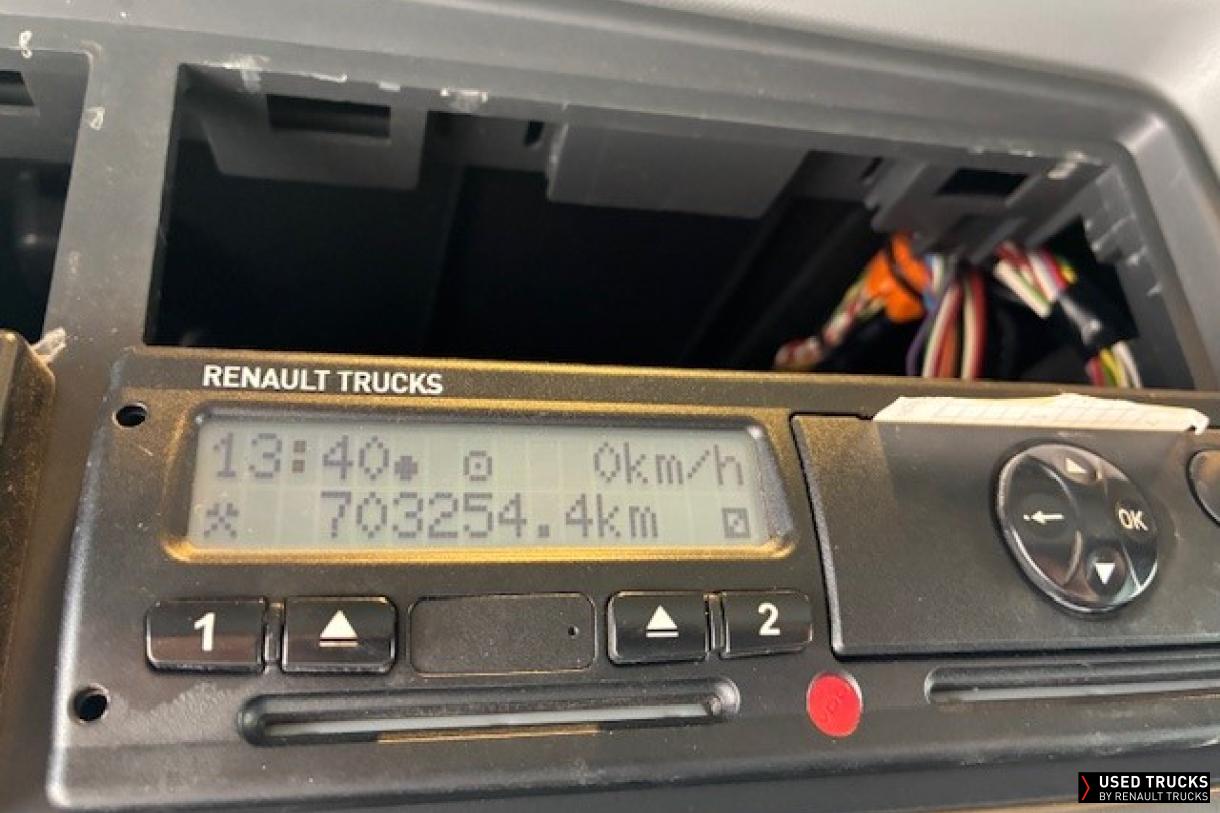 RENAULT TRUCKS
13:40 0km/h
703254.4km
OK
1
2
USED TRUCKS
BY RENAULT TRUCKS